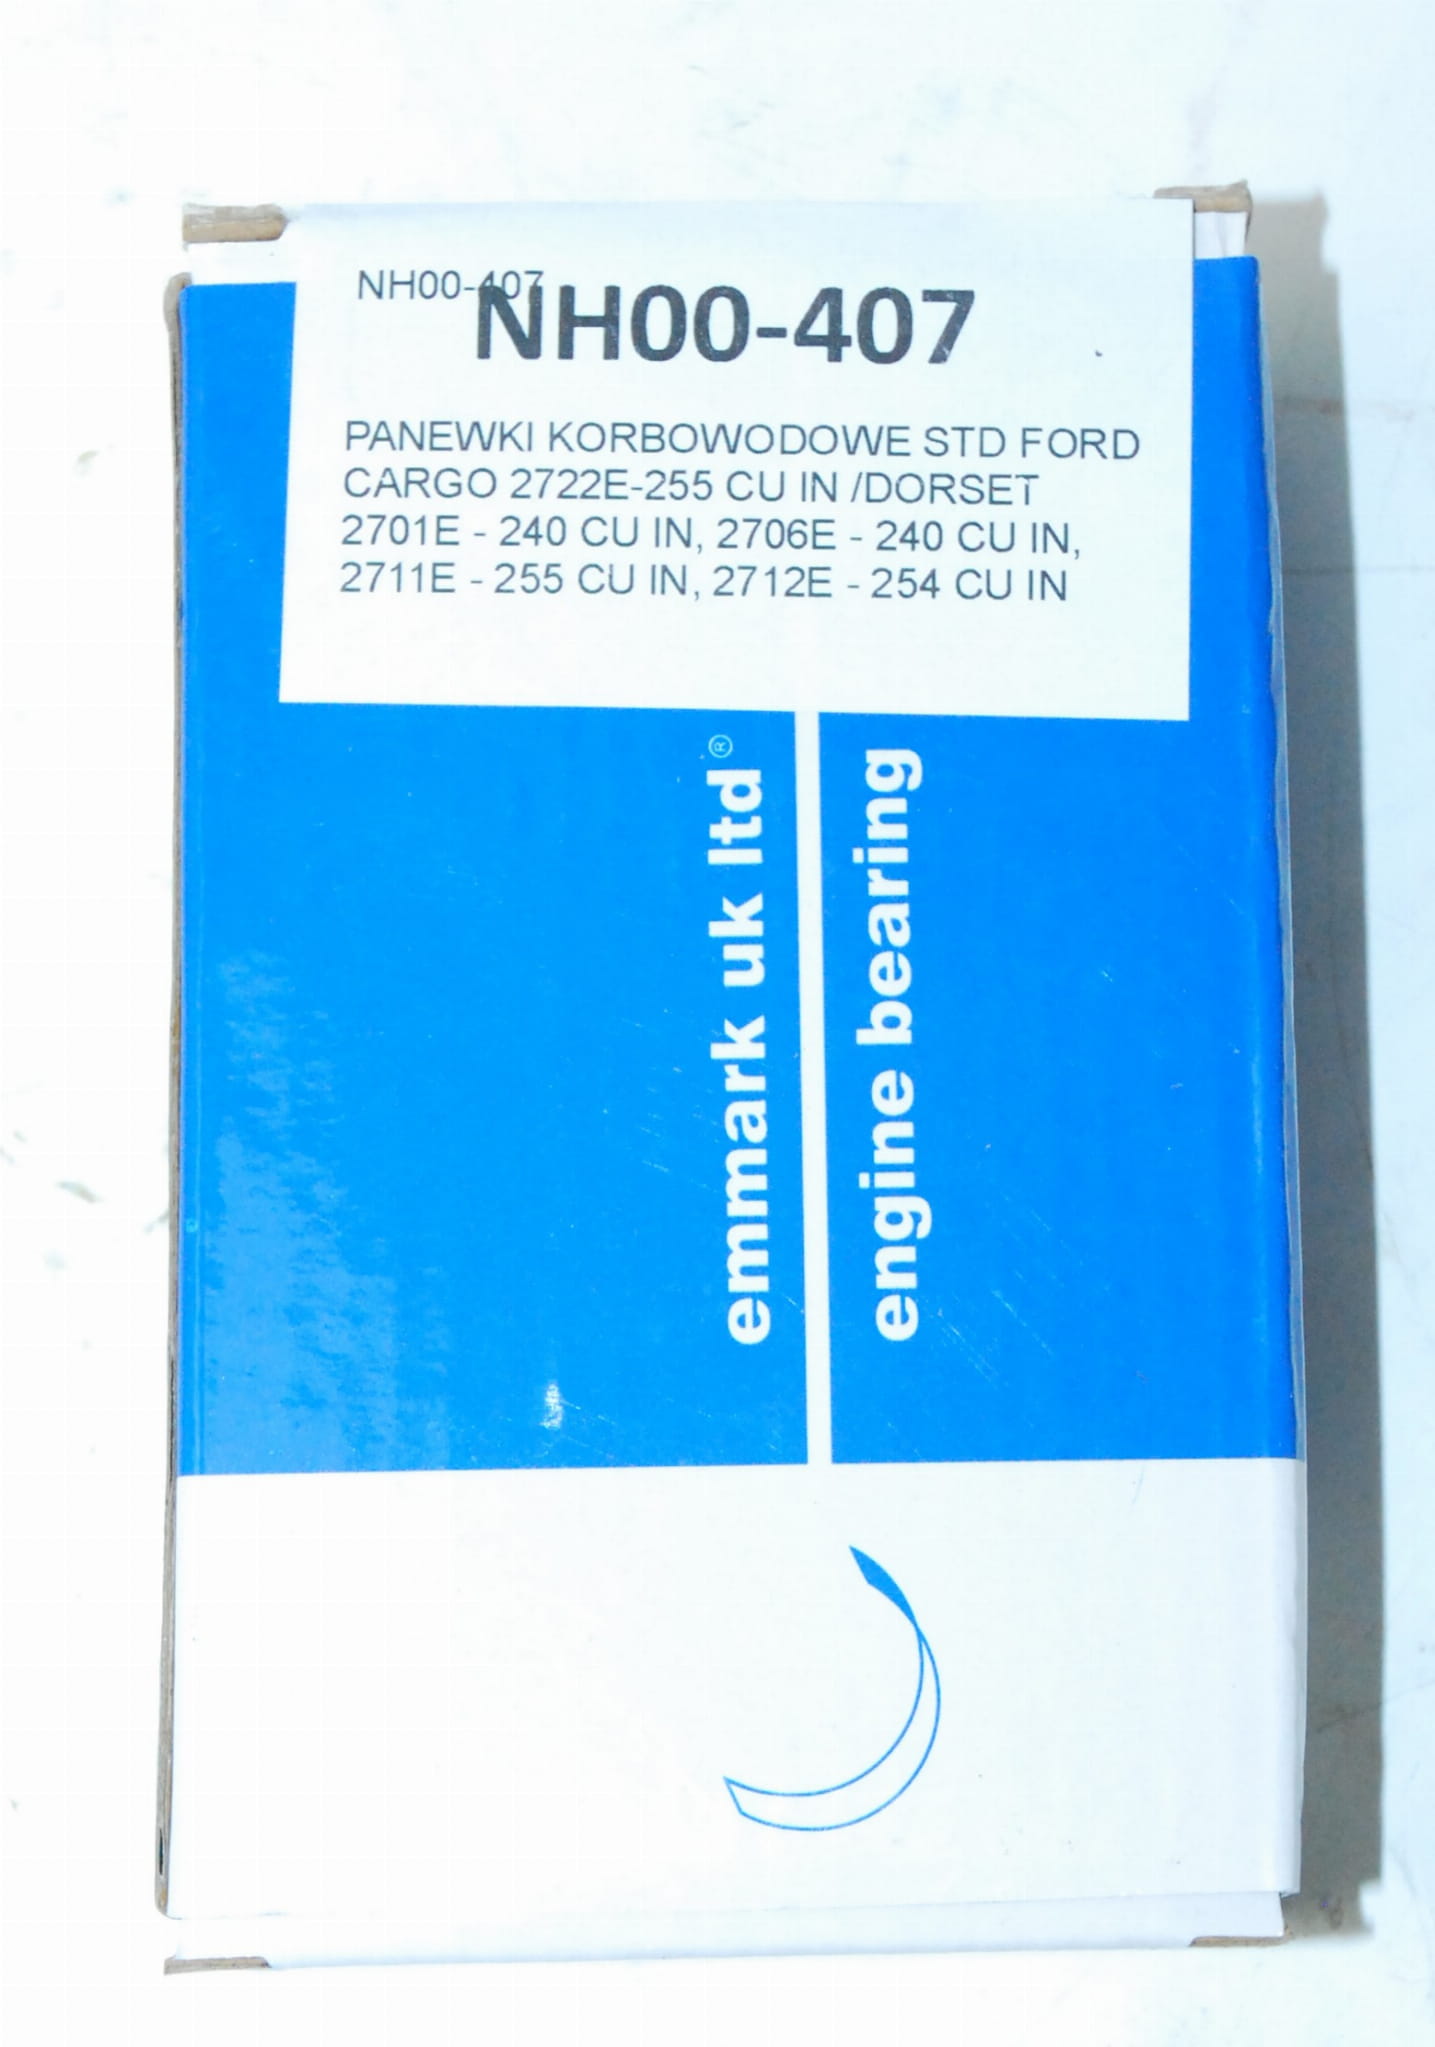 NH00-407
NH00-407
PANEWKI KORBOWODOWE STD FORD
CARGO 2722E-255 CU IN /DORSET
2701E - 240 CU IN, 2706E - 240 CU IN,
2711E - 255 CU IN, 2712E - 254 CU IN
emmark uk ltd®
engine bearing